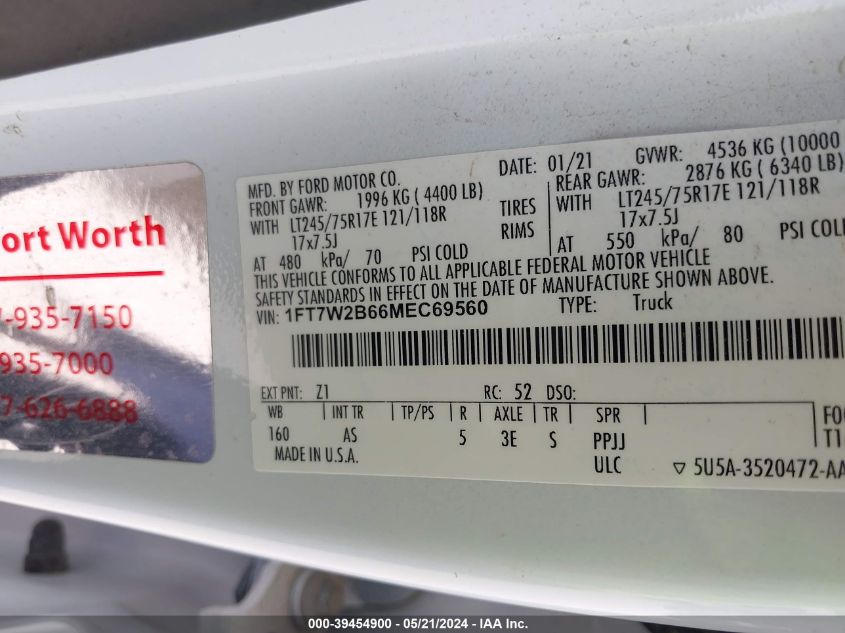 ort Worth
-935-7150
935-7000
7-626-6888
MFD. BY FORD MOTOR CO. DATE: 01/21 GVWR: 4536 KG (10000
FRONT GAWR: 1996 KG ( 4400 LB) REAR GAWR: 2876 KG ( 6340 LB)
WITH LT245/75R17E 121/118R TIRES WITH LT245/75R17E 121/118R
17x7.5J RIMS 17x7.5J
AT 480 kPa/ 70 PSI COLD AT 550 kPa/ 80 PSI COL
THIS VEHICLE CONFORMS TO ALL APPLICABLE FEDERAL MOTOR VEHICLE
SAFETY STANDARDS IN EFFECT ON THE DATE OF MANUFACTURE SHOWN ABOVE.
VIN: 1FT7W2B66MEC69560 TYPE: Truck
EXT PNT: Z1 RC: 52 DSO:
WB INT TR TP/PS R AXLE TR SPR
160 AS 5 3E S PPJJ T1
MADE IN U.S.A. ULC ▽ 5U5A-3520472-AA
000-39454900 - 05/21/2024 - IAA Inc.